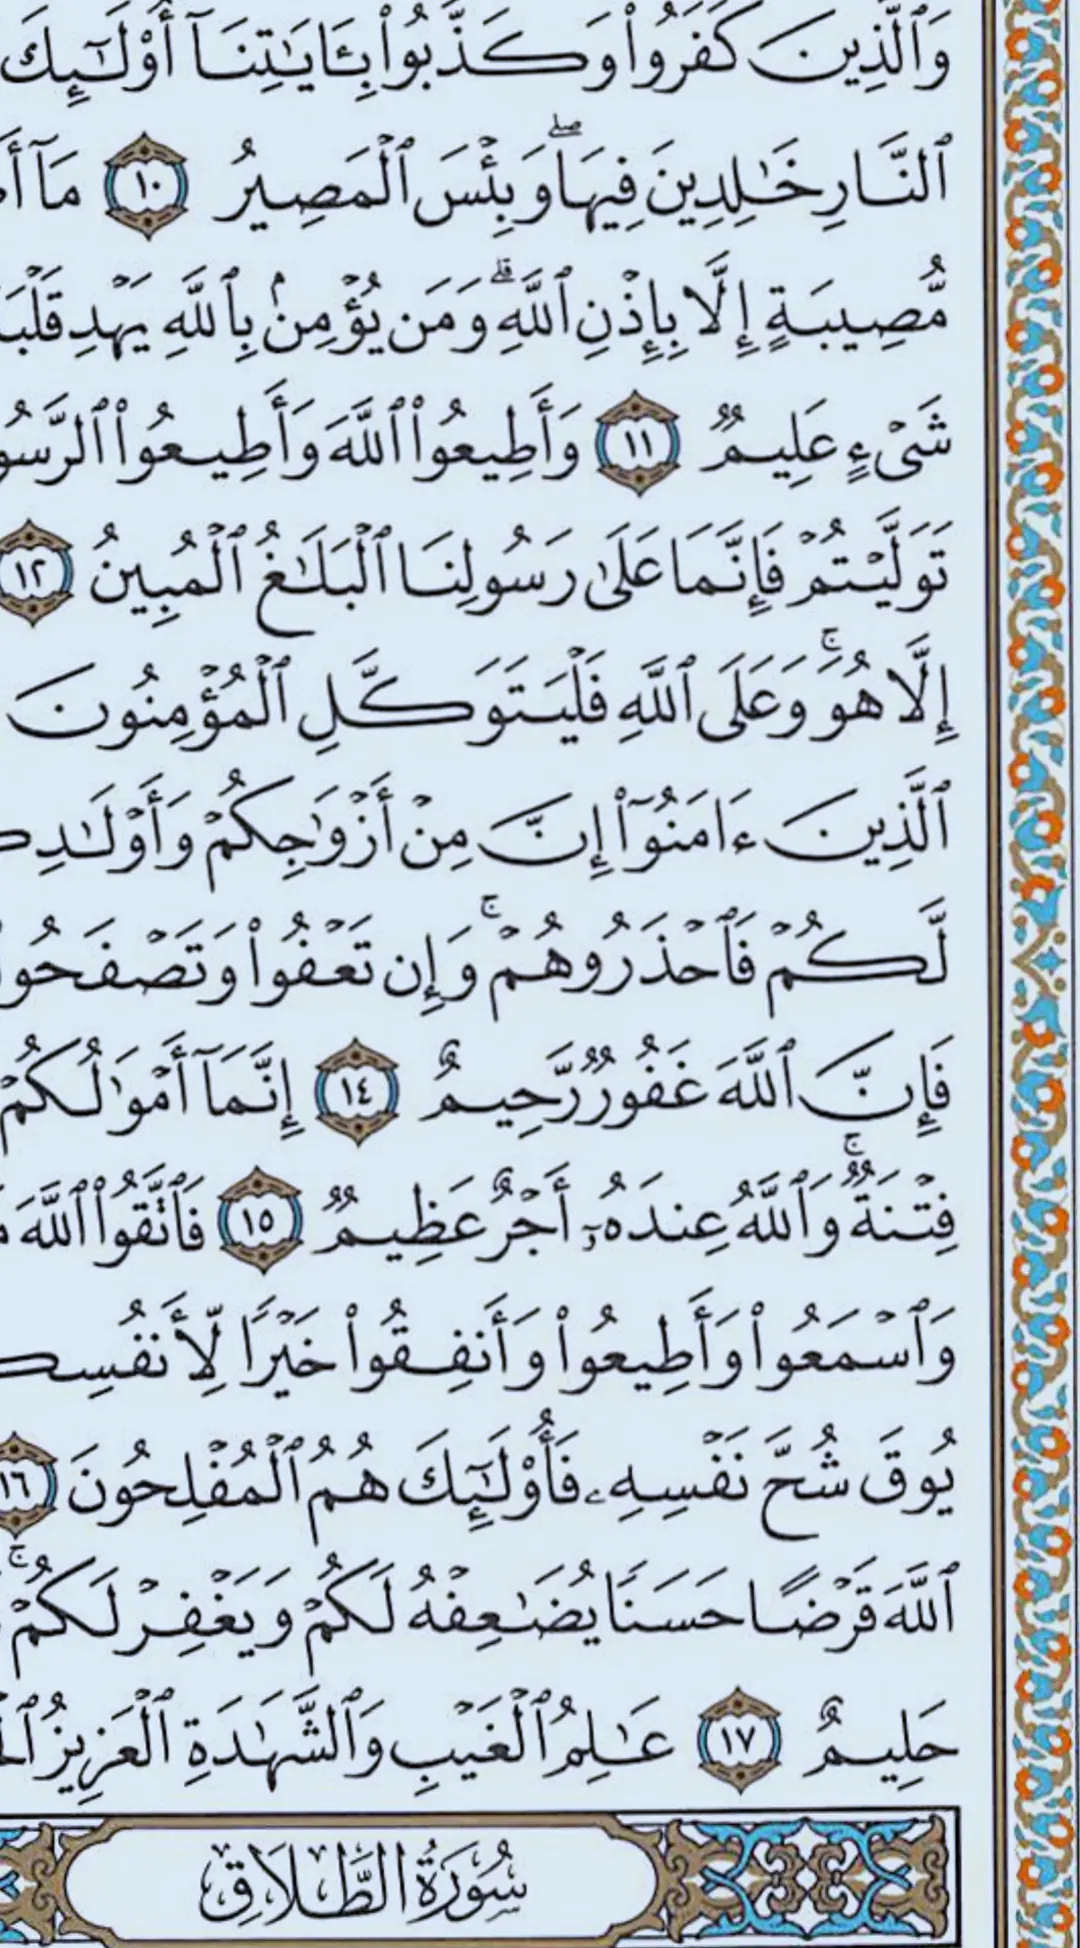 وَٱلَّذِينَ كَفَرُوا۟ وَكَذَّبُوا۟ بِـَٔايَـٰتِنَآ أُو۟لَـٰٓئِكَ
ٱلنَّارِ خَـٰلِدِينَ فِيهَا ۖ وَبِئْسَ ٱلْمَصِيرُ ١٠ مَآ
مُّصِيبَةٍ إِلَّا بِإِذْنِ ٱللَّهِ ۗ وَمَن يُؤْمِنۢ بِٱللَّهِ يَهْدِ
شَىْءٍ عَلِيمٌ ١١ وَأَطِيعُوا۟ ٱللَّهَ وَأَطِيعُوا۟
تَوَلَّيْتُمْ فَإِنَّمَا عَلَىٰ رَسُولِنَا ٱلْبَلَـٰغُ ٱلْمُبِينُ ١٢
إِلَّا هُوَ ۚ وَعَلَى ٱللَّهِ فَلْيَتَوَكَّلِ ٱلْمُؤْمِنُونَ
ٱلَّذِينَ ءَامَنُوٓا۟ إِنَّ مِنْ أَزْوَٰجِكُمْ
لَّكُمْ فَٱحْذَرُوهُمْ ۚ وَإِن تَعْفُوا۟ وَتَصْفَحُوا۟
فَإِنَّ ٱللَّهَ غَفُورٌ رَّحِيمٌ ١٤ إِنَّمَآ أَمْوَٰلُكُمْ
فِتْنَةٌ ۚ وَٱللَّهُ عِندَهُۥٓ أَجْرٌ عَظِيمٌ ١٥ فَٱتَّقُوا۟ ٱللَّهَ
وَٱسْمَعُوا۟ وَأَطِيعُوا۟ وَأَنفِقُوا۟ خَيْرًا
يُوقَ شُحَّ نَفْسِهِۦ فَأُو۟لَـٰٓئِكَ هُمُ ٱلْمُفْلِحُونَ ١٦
ٱللَّهَ قَرْضًا حَسَنًا يُضَـٰعِفْهُ لَكُمْ وَيَغْفِرْ لَكُمْ ۚ
حَلِيمٌ ١٧ عَـٰلِمُ ٱلْغَيْبِ وَٱلشَّهَـٰدَةِ ٱلْعَزِيزُ
سُورَةُ الطَّلَاقِ